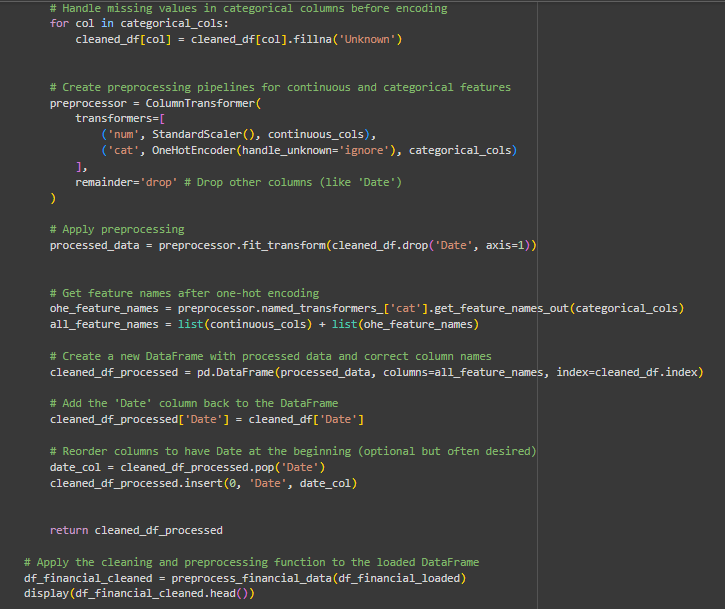 # Handle missing values in categorical columns before encoding
for col in categorical_cols:
    cleaned_df[col] = cleaned_df[col].fillna('Unknown')
# Create preprocessing pipelines for continuous and categorical features
preprocessor = ColumnTransformer(
    transformers=[
        ('num', StandardScaler(), continuous_cols),
        ('cat', OneHotEncoder(handle_unknown='ignore'), categorical_cols)
    ],
    remainder='drop' # Drop other columns (like 'Date')
)
# Apply preprocessing
processed_data = preprocessor.fit_transform(cleaned_df.drop('Date', axis=1))
# Get feature names after one-hot encoding
ohe_feature_names = preprocessor.named_transformers_['cat'].get_feature_names_out(categorical_cols)
all_feature_names = list(continuous_cols) + list(ohe_feature_names)
# Create a new DataFrame with processed data and correct column names
cleaned_df_processed = pd.DataFrame(processed_data, columns=all_feature_names, index=cleaned_df.index)
# Add the 'Date' column back to the DataFrame
cleaned_df_processed['Date'] = cleaned_df['Date']
# Reorder columns to have Date at the beginning (optional but often desired)
date_col = cleaned_df_processed.pop('Date')
cleaned_df_processed.insert(0, 'Date', date_col)
return cleaned_df_processed
# Apply the cleaning and preprocessing function to the loaded DataFrame
df_financial_cleaned = preprocess_financial_data(df_financial_loaded)
display(df_financial_cleaned.head())